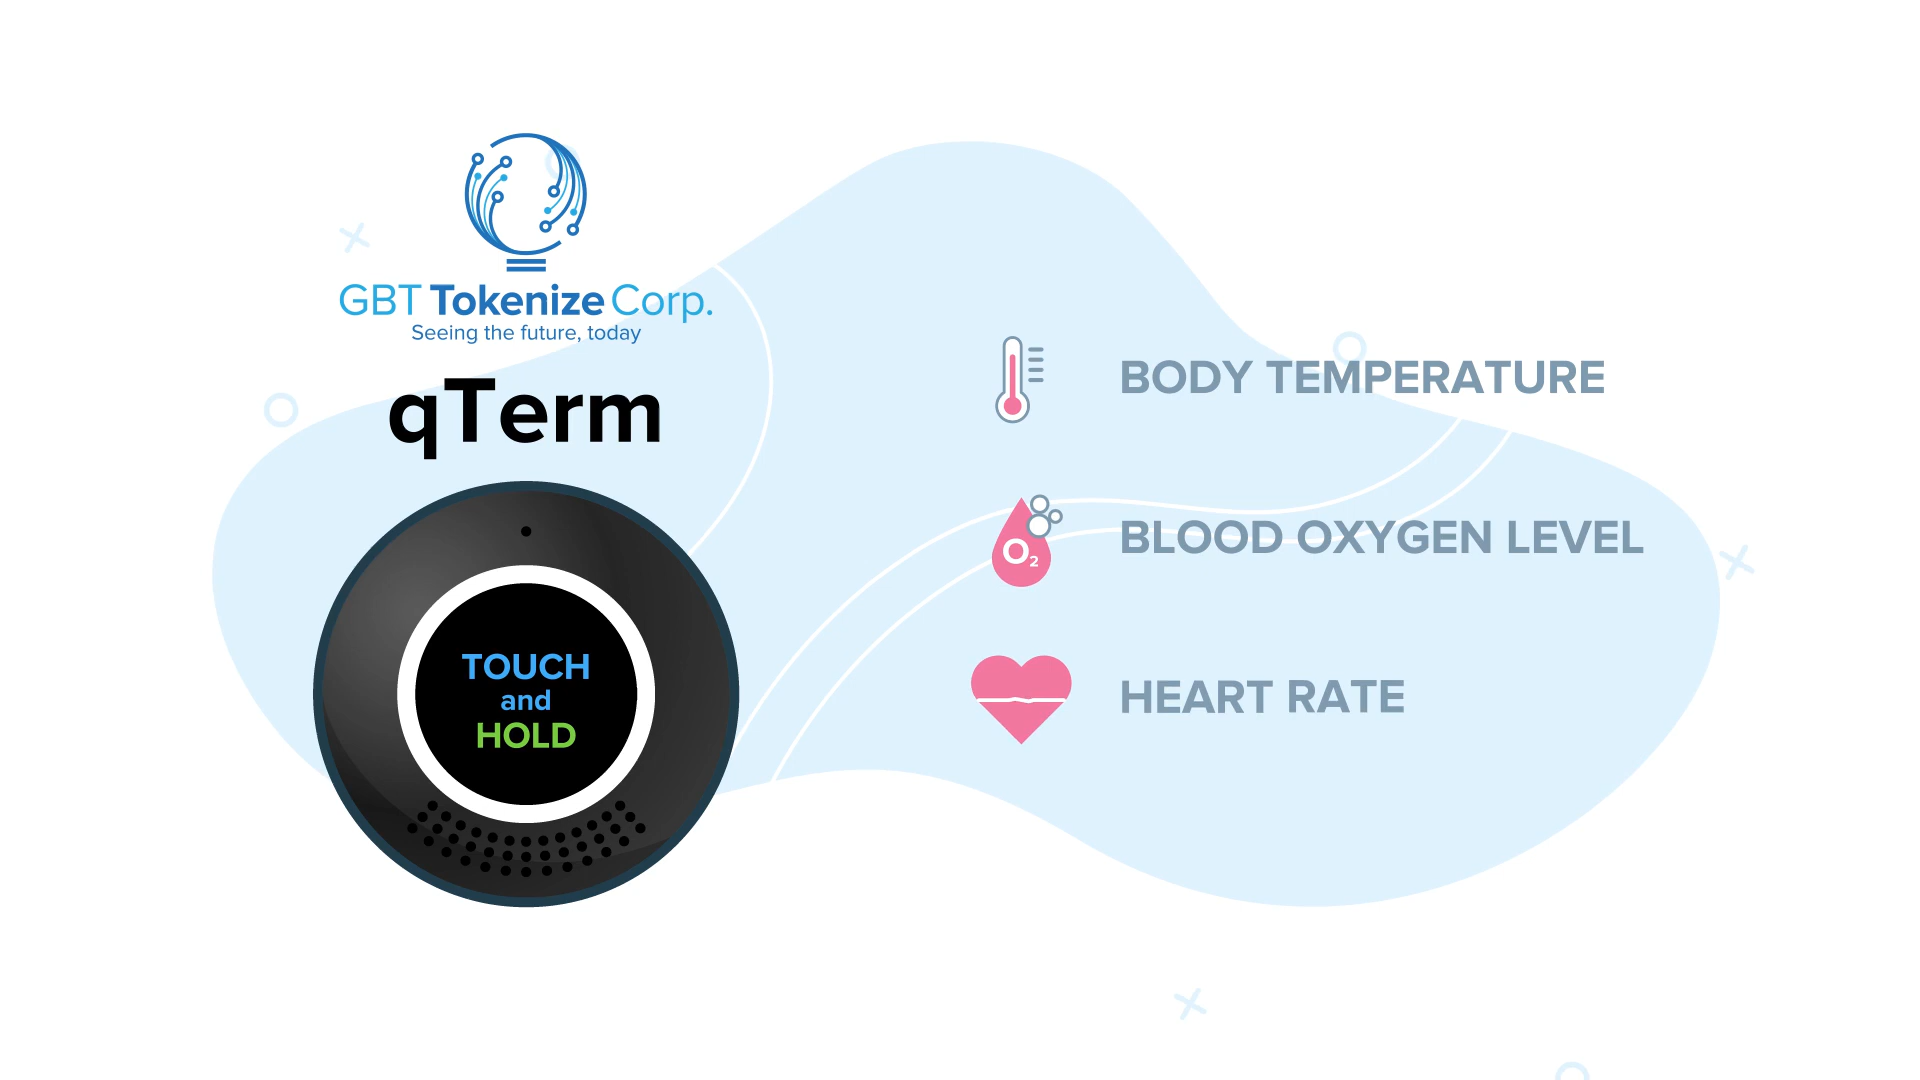 GBT Tokenize Corp.
Seeing the future, today
qTerm
TOUCH
and
HOLD
BODY TEMPERATURE
O₂
BLOOD OXYGEN LEVEL
HEART RATE